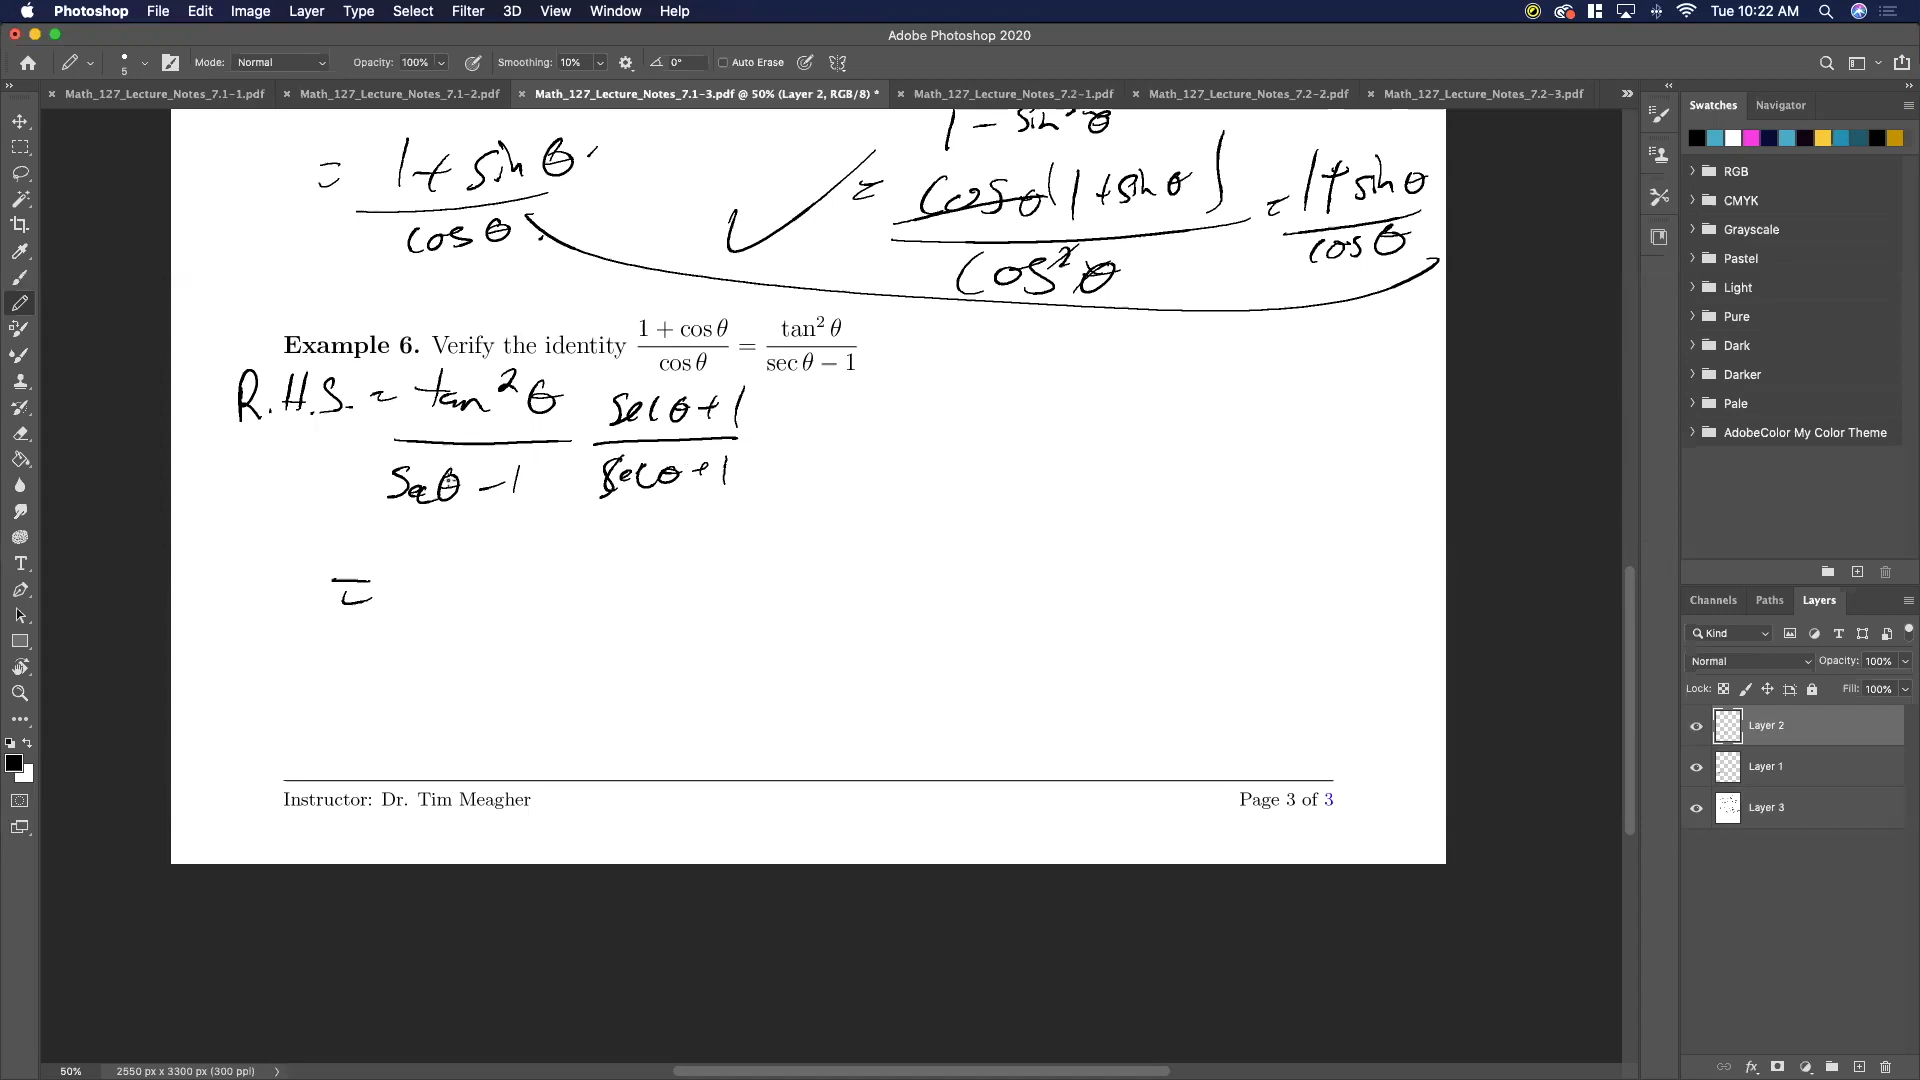 Photoshop File Edit Image Layer Type Select Filter 3D View Window Help Tue 10:22 AM
Adobe Photoshop 2020
5 Mode: Normal Opacity: 100% Smoothing: 10% 0° Auto Erase
Math_127_Lecture_Notes_7.1-1.pdf Math_127_Lecture_Notes_7.1-2.pdf Math_127_Lecture_Notes_7.1-3.pdf @ 50% (Layer 2, RGB/8) * Math_127_Lecture_Notes_7.2-1.pdf Math_127_Lecture_Notes_7.2-2.pdf Math_127_Lecture_Notes_7.2-3.pdf
1 - sin²θ
= (1 + sin θ)/(cos θ) ✓ = (cosθ(1 + sin θ))/(cos²θ) = (1 + sin θ)/(cos θ)
Example 6. Verify the identity (1 + cos θ)/(cos θ) = (tan² θ)/(sec θ − 1)
R.H.S. = (tan² θ)/(sec θ - 1) (sec θ + 1)/(sec θ + 1)
=
Instructor: Dr. Tim Meagher Page 3 of 3
50% 2550 px x 3300 px (300 ppi)
Swatches Navigator
RGB
CMYK
Grayscale
Pastel
Light
Pure
Dark
Darker
Pale
AdobeColor My Color Theme
Channels Paths Layers
Kind
Normal Opacity: 100%
Lock: Fill: 100%
Layer 2
Layer 1
Layer 3
fx